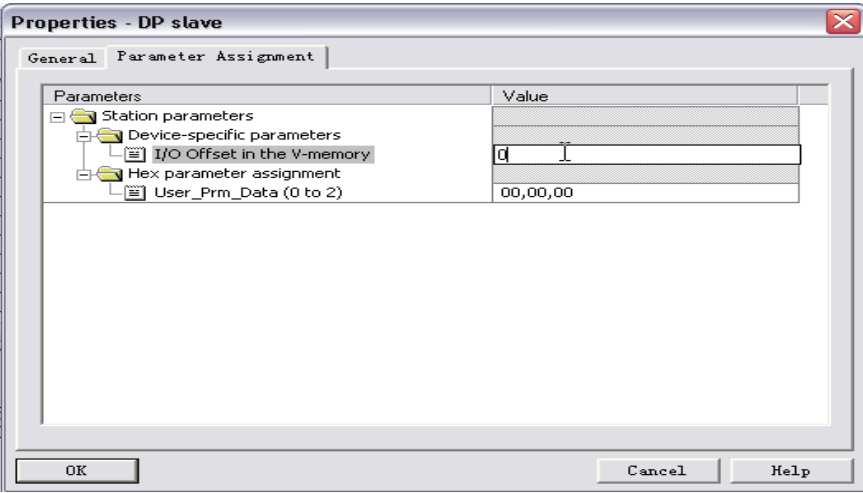 Properties - DP slave
General Parameter Assignment
Parameters Value
Station parameters
Device-specific parameters
I/O Offset in the V-memory 0
Hex parameter assignment
User_Prm_Data (0 to 2) 00,00,00
OK Cancel Help